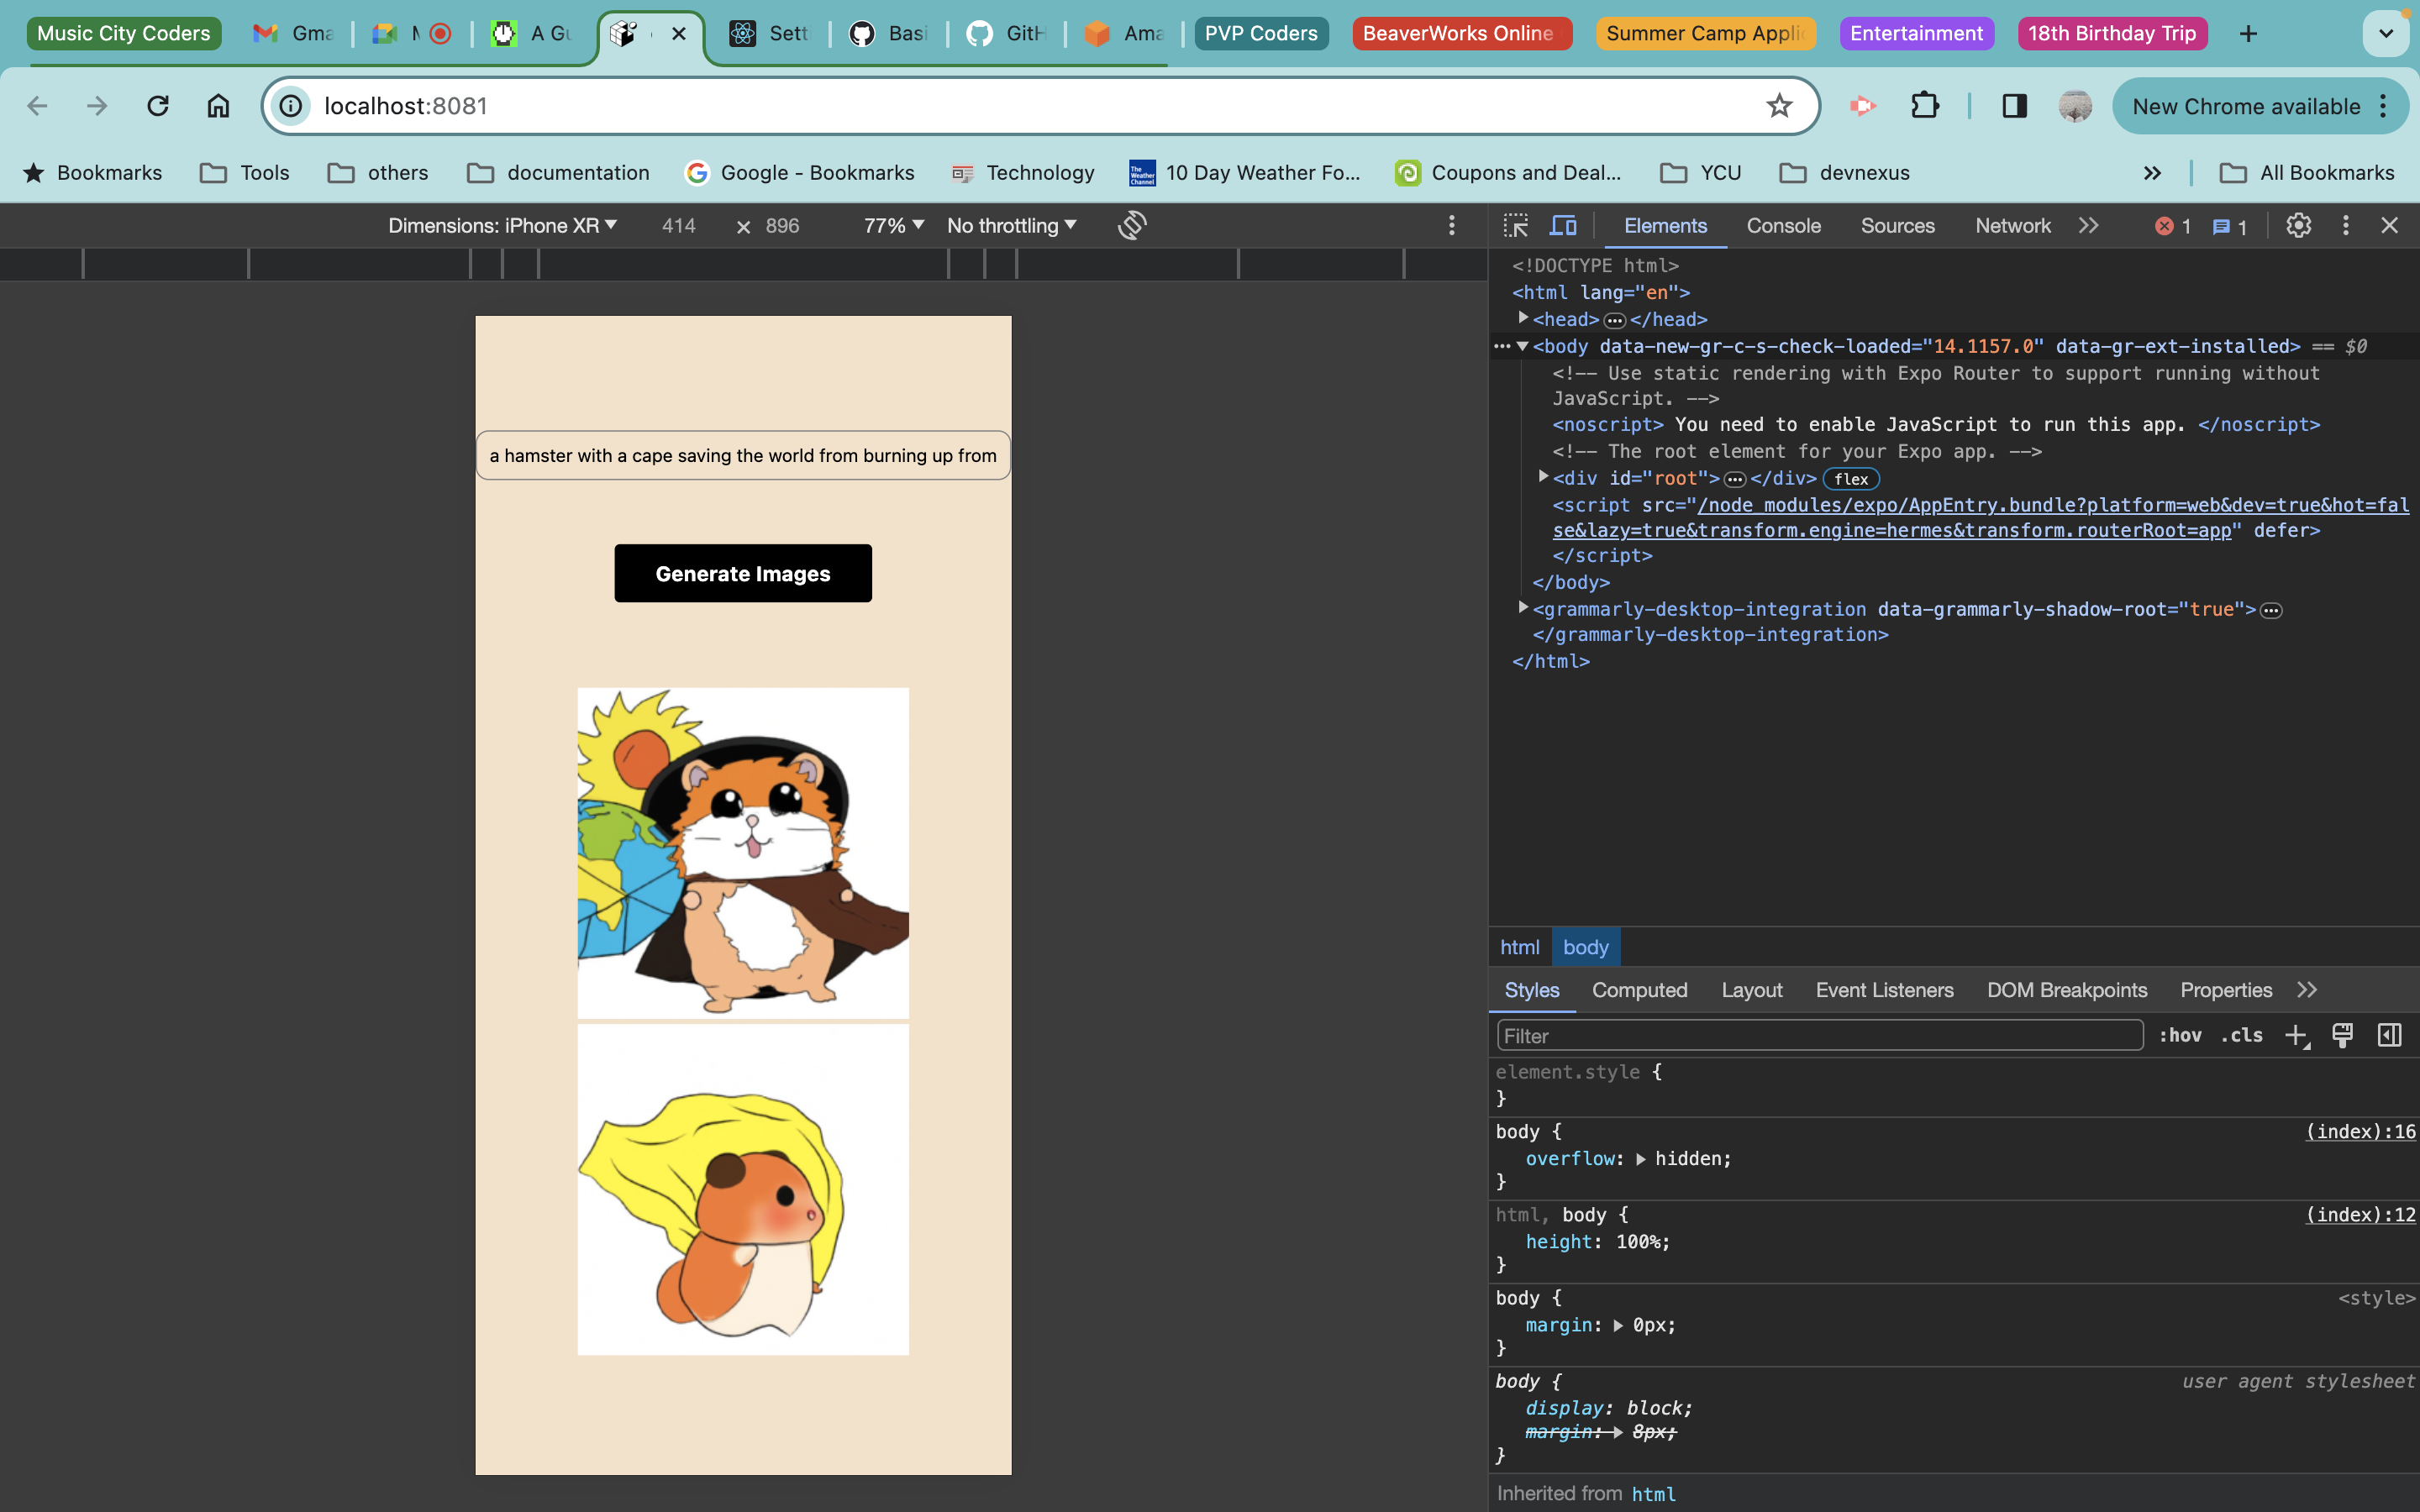 Music City Coders Gma M A Gu Sett Basi GitH Ama PVP Coders BeaverWorks Online Summer Camp Appli Entertainment 18th Birthday Trip
localhost:8081 New Chrome available
Bookmarks Tools others documentation Google - Bookmarks Technology 10 Day Weather Fo... Coupons and Deal... YCU devnexus » All Bookmarks
Dimensions: iPhone XR 414 × 896 77% No throttling
a hamster with a cape saving the world from burning up from
Generate Images
Elements Console Sources Network 1 1
<!DOCTYPE html>
<html lang="en">
<head>…</head>
<body data-new-gr-c-s-check-loaded="14.1157.0" data-gr-ext-installed> == $0
<!-- Use static rendering with Expo Router to support running without
JavaScript. -->
<noscript> You need to enable JavaScript to run this app. </noscript>
<!-- The root element for your Expo app. -->
<div id="root">…</div> flex
<script src="/node_modules/expo/AppEntry.bundle?platform=web&dev=true&hot=fal
se&lazy=true&transform.engine=hermes&transform.routerRoot=app" defer>
</script>
</body>
<grammarly-desktop-integration data-grammarly-shadow-root="true">…
</grammarly-desktop-integration>
</html>
html body
Styles Computed Layout Event Listeners DOM Breakpoints Properties
Filter :hov .cls
element.style {
}
body { (index):16
overflow: hidden;
}
html, body { (index):12
height: 100%;
}
body { <style>
margin: 0px;
}
body { user agent stylesheet
display: block;
margin: 8px;
}
Inherited from html